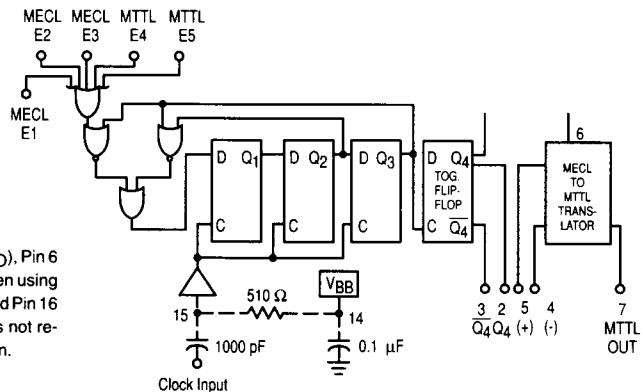 MECL MECL MTTL MTTL
E2 E3 E4 E5
MECL
E1
D Q1
C
D Q2
D Q3
C
D Q4
TOG.
FLIP-
FLOP
C Q4
6
MECL
TO
MTTL
TRANS-
LATOR
D), Pin 6
en using
d Pin 16
s not re-
n.
15
510 Ω
VBB
14
1000 pF
0.1 μF
Clock Input
3 2 5 4 7
Q4 Q4 (+) (-) MTTL
OUT